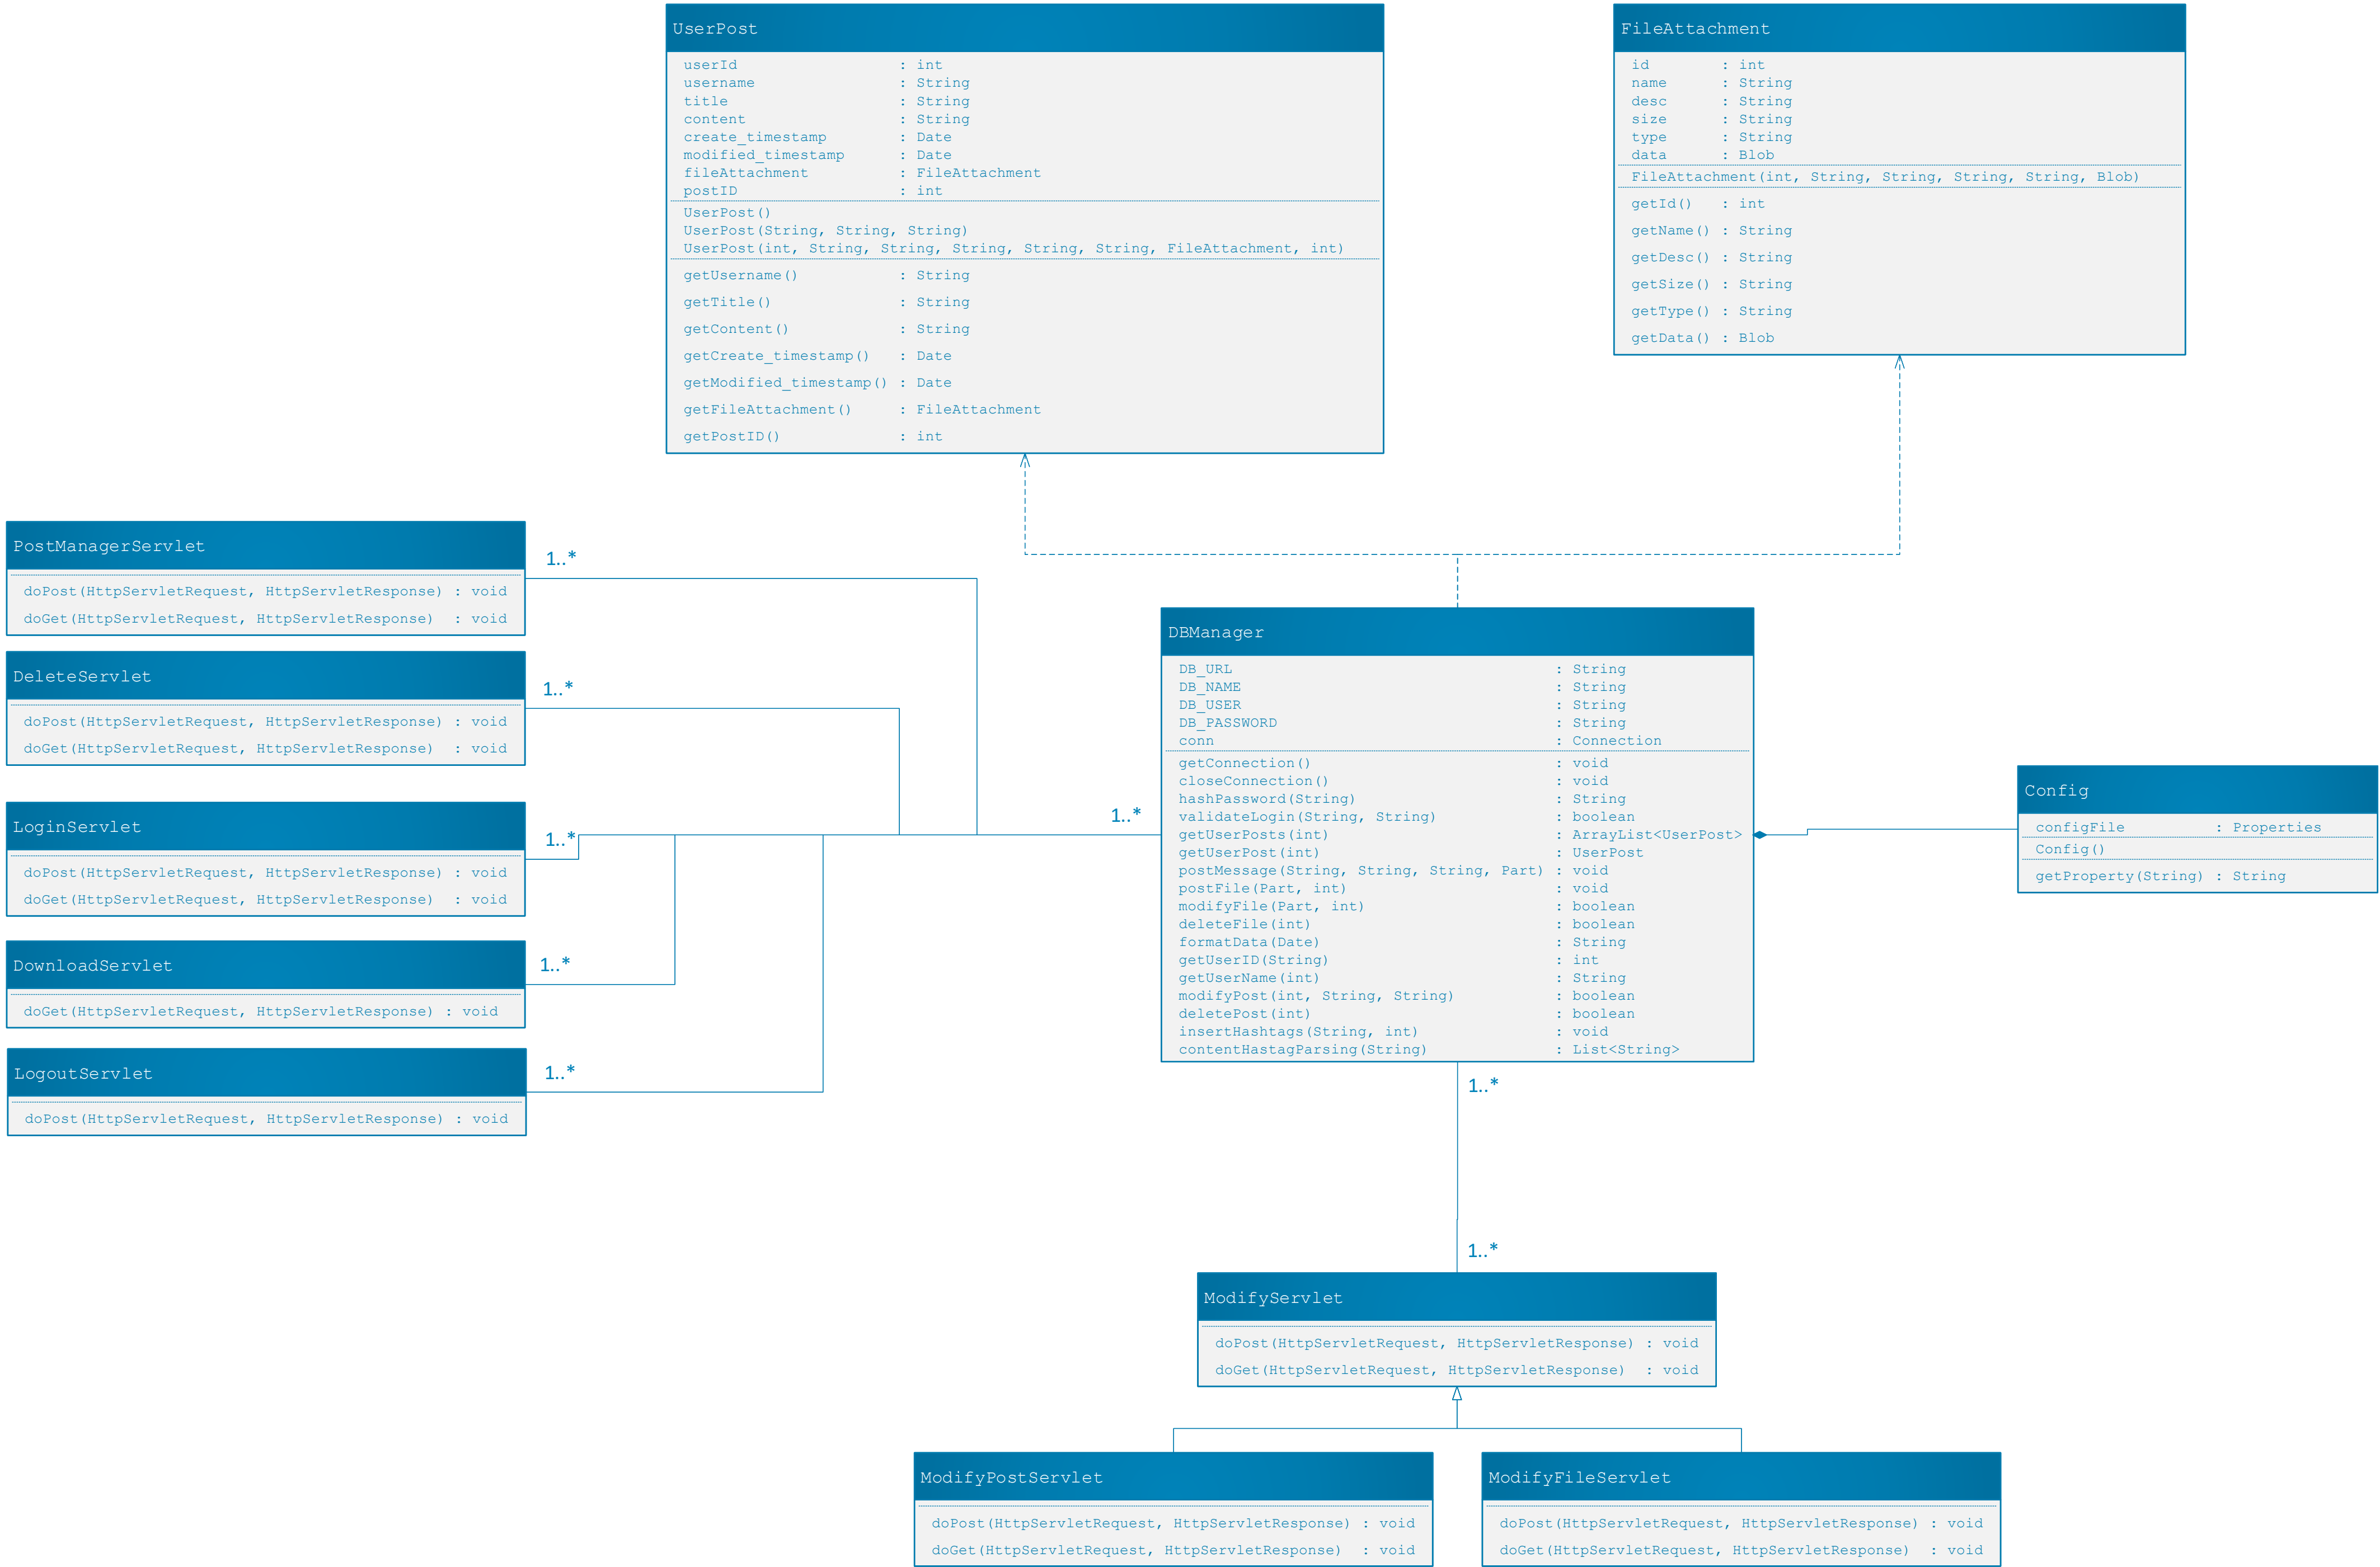 UserPost
userId : int
username : String
title : String
content : String
create_timestamp : Date
modified_timestamp : Date
fileAttachment : FileAttachment
postID : int
UserPost()
UserPost(String, String, String)
UserPost(int, String, String, String, String, String, FileAttachment, int)
getUsername() : String
getTitle() : String
getContent() : String
getCreate_timestamp() : Date
getModified_timestamp() : Date
getFileAttachment() : FileAttachment
getPostID() : int
FileAttachment
id : int
name : String
desc : String
size : String
type : String
data : Blob
FileAttachment(int, String, String, String, String, Blob)
getId() : int
getName() : String
getDesc() : String
getSize() : String
getType() : String
getData() : Blob
PostManagerServlet
doPost(HttpServletRequest, HttpServletResponse) : void
doGet(HttpServletRequest, HttpServletResponse) : void
1..*
DeleteServlet
doPost(HttpServletRequest, HttpServletResponse) : void
doGet(HttpServletRequest, HttpServletResponse) : void
1..*
LoginServlet
doPost(HttpServletRequest, HttpServletResponse) : void
doGet(HttpServletRequest, HttpServletResponse) : void
1..*
DownloadServlet
doGet(HttpServletRequest, HttpServletResponse) : void
1..*
LogoutServlet
doPost(HttpServletRequest, HttpServletResponse) : void
1..*
1..*
DBManager
DB_URL : String
DB_NAME : String
DB_USER : String
DB_PASSWORD : String
conn : Connection
getConnection() : void
closeConnection() : void
hashPassword(String) : String
validateLogin(String, String) : boolean
getUserPosts(int) : ArrayList<UserPost>
getUserPost(int) : UserPost
postMessage(String, String, String, Part) : void
postFile(Part, int) : void
modifyFile(Part, int) : boolean
deleteFile(int) : boolean
formatData(Date) : String
getUserID(String) : int
getUserName(int) : String
modifyPost(int, String, String) : boolean
deletePost(int) : boolean
insertHashtags(String, int) : void
contentHastagParsing(String) : List<String>
Config
configFile : Properties
Config()
getProperty(String) : String
1..*
1..*
ModifyServlet
doPost(HttpServletRequest, HttpServletResponse) : void
doGet(HttpServletRequest, HttpServletResponse) : void
ModifyPostServlet
doPost(HttpServletRequest, HttpServletResponse) : void
doGet(HttpServletRequest, HttpServletResponse) : void
ModifyFileServlet
doPost(HttpServletRequest, HttpServletResponse) : void
doGet(HttpServletRequest, HttpServletResponse) : void